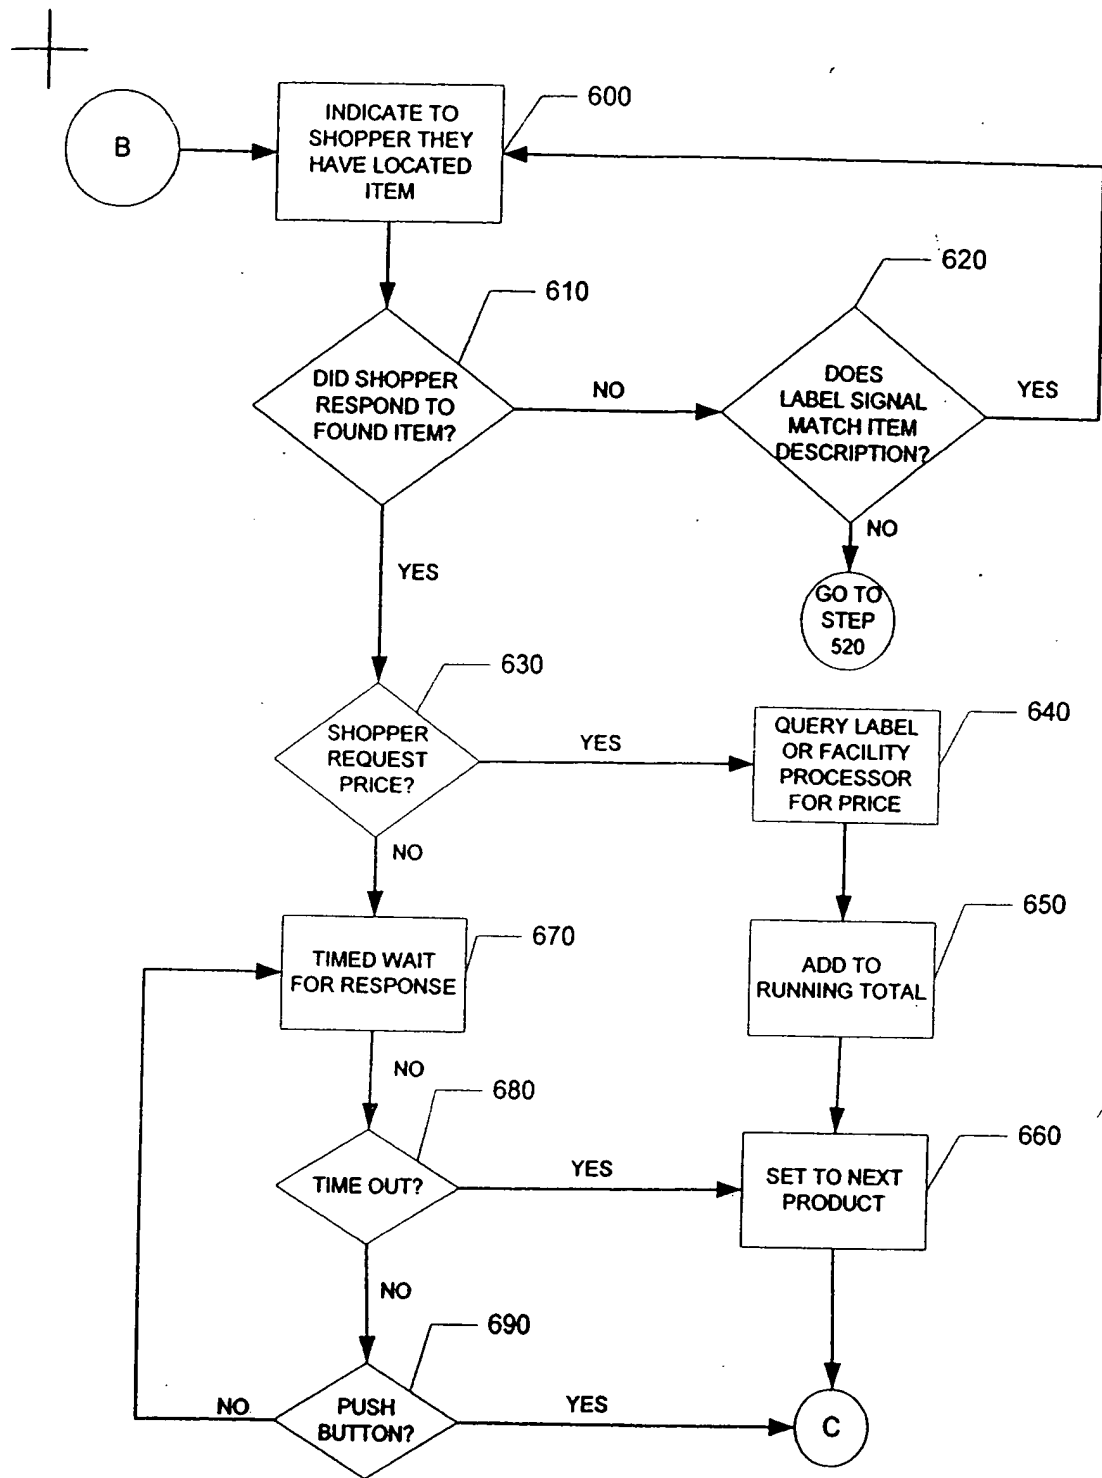 B
INDICATE TO
SHOPPER THEY
HAVE LOCATED
ITEM
600
610
620
DID SHOPPER
RESPOND TO
FOUND ITEM?
NO
DOES
LABEL SIGNAL
MATCH ITEM
DESCRIPTION?
YES
NO
GO TO
STEP
520
YES
630
SHOPPER
REQUEST
PRICE?
YES
QUERY LABEL
OR FACILITY
PROCESSOR
FOR PRICE
640
NO
TIMED WAIT
FOR RESPONSE
670
ADD TO
RUNNING TOTAL
650
NO
680
TIME OUT?
YES
SET TO NEXT
PRODUCT
660
NO
690
PUSH
BUTTON?
NO
YES
C